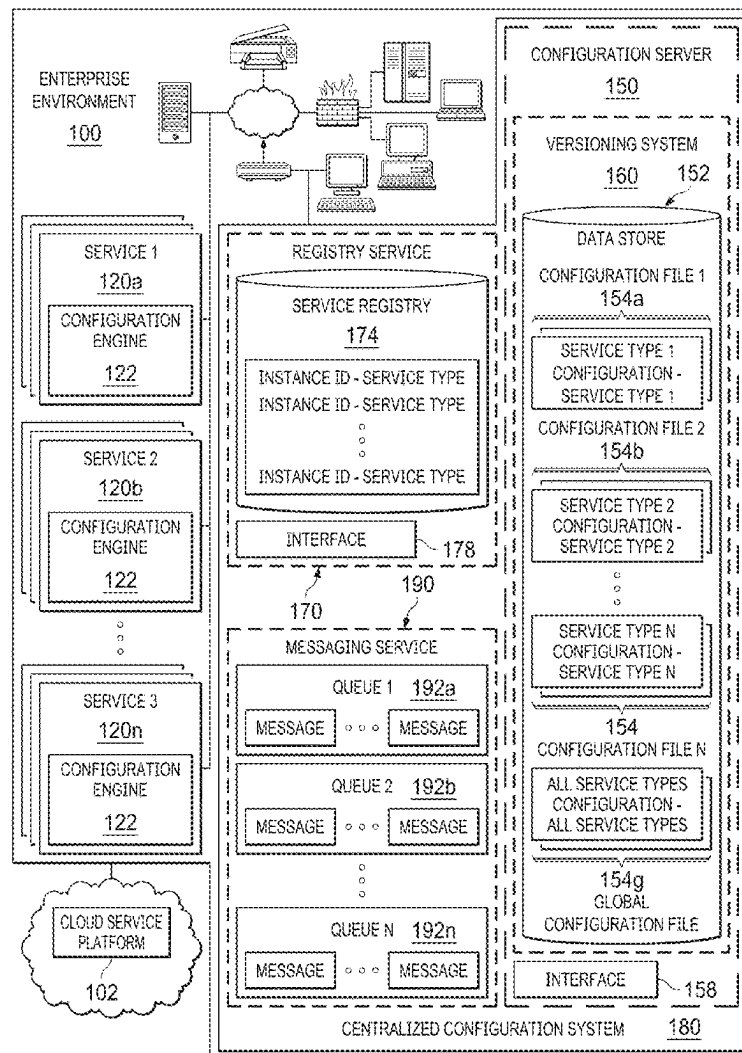 ENTERPRISE
ENVIRONMENT
100
SERVICE 1
120a
CONFIGURATION
ENGINE
122
SERVICE 2
120b
CONFIGURATION
ENGINE
122
SERVICE 3
120n
CONFIGURATION
ENGINE
122
CLOUD SERVICE
PLATFORM
102
REGISTRY SERVICE
SERVICE REGISTRY
174
INSTANCE ID - SERVICE TYPE
INSTANCE ID - SERVICE TYPE
INSTANCE ID - SERVICE TYPE
INTERFACE
178
170
190
MESSAGING SERVICE
QUEUE 1 192a
MESSAGE MESSAGE
QUEUE 2 192b
MESSAGE MESSAGE
QUEUE N 192n
MESSAGE MESSAGE
CONFIGURATION SERVER
150
VERSIONING SYSTEM
160
152
DATA STORE
CONFIGURATION FILE 1
154a
SERVICE TYPE 1
CONFIGURATION -
SERVICE TYPE 1
CONFIGURATION FILE 2
154b
SERVICE TYPE 2
CONFIGURATION -
SERVICE TYPE 2
SERVICE TYPE N
CONFIGURATION -
SERVICE TYPE N
154
CONFIGURATION FILE N
ALL SERVICE TYPES
CONFIGURATION -
ALL SERVICE TYPES
154g
GLOBAL
CONFIGURATION FILE
INTERFACE
158
CENTRALIZED CONFIGURATION SYSTEM 180